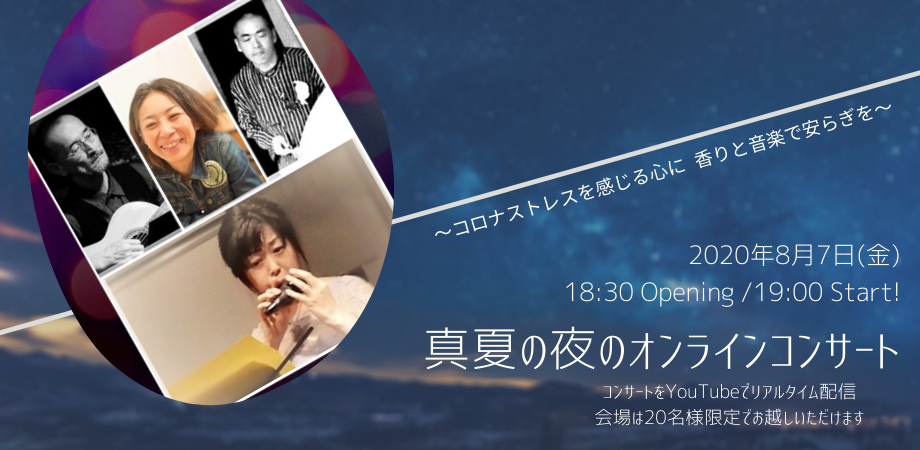 ～コロナストレスを感じる心に 香りと音楽で安らぎを～
2020年8月7日(金)
18:30 Opening /19:00 Start!
真夏の夜のオンラインコンサート
コンサートをYouTubeでリアルタイム配信
会場は20名様限定でお越しいただけます